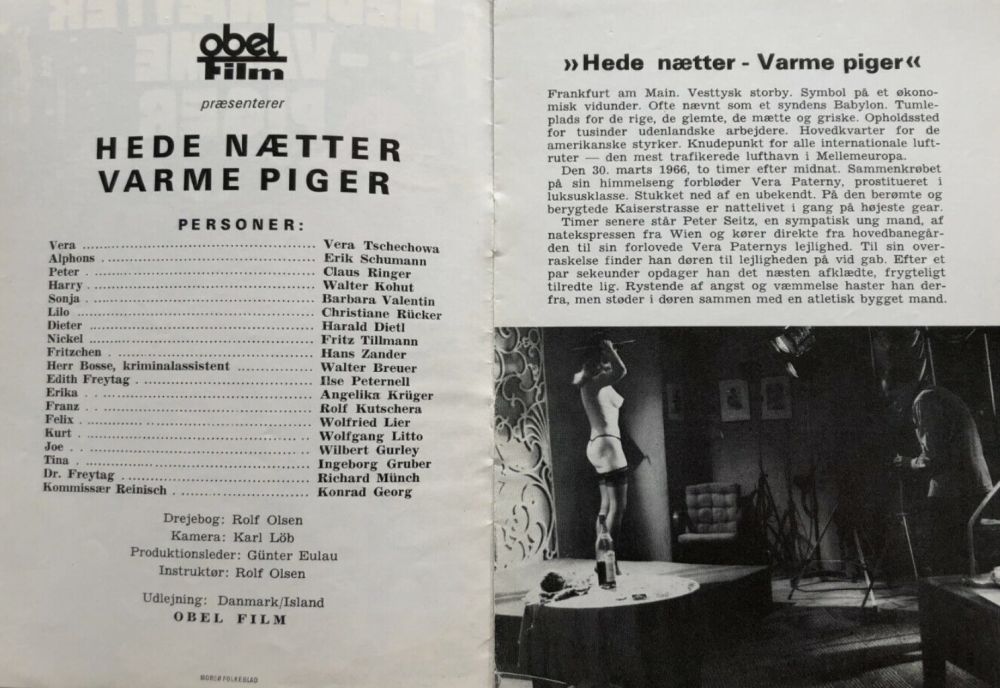 obel
Film
præsenterer
HEDE NÆTTER
VARME PIGER
PERSONER:
Vera ........ Vera Tschechowa
Alphons ........ Erik Schumann
Peter ........ Claus Ringer
Harry ........ Walter Kohut
Sonja ........ Barbara Valentin
Lilo ........ Christiane Rücker
Dieter ........ Harald Dietl
Nickel ........ Fritz Tillmann
Fritzchen ........ Hans Zander
Herr Bosse, kriminalassistent ........ Walter Breuer
Edith Freytag ........ Ilse Peternell
Erika ........ Angelika Krüger
Franz ........ Rolf Kutschera
Felix ........ Wolfried Lier
Kurt ........ Wolfgang Litto
Joe ........ Wilbert Gurley
Tina ........ Ingeborg Gruber
Dr. Freytag ........ Richard Münch
Kommissær Reinisch ........ Konrad Georg
Drejebog: Rolf Olsen
Kamera: Karl Löb
Produktionsleder: Günter Eulau
Instruktør: Rolf Olsen
Udlejning: Danmark/Island
OBEL FILM
MORSØ FOLKEBLAD
»Hede nætter - Varme piger«
Frankfurt am Main. Vesttysk storby. Symbol på et økono-
misk vidunder. Ofte nævnt som et syndens Babylon. Tumle-
plads for de rige, de glemte, de mætte og griske. Opholdssted
for tusinder udenlandske arbejdere. Hovedkvarter for de
amerikanske styrker. Knudepunkt for alle internationale luft-
ruter — den mest trafikerede lufthavn i Mellemeuropa.
Den 30. marts 1966, to timer efter midnat. Sammenkrøbet
på sin himmelseng forbløder Vera Paterny, prostitueret i
luksusklasse. Stukket ned af en ubekendt. På den berømte og
berygtede Kaiserstrasse er nattelivet i gang på højeste gear.
Timer senere står Peter Seitz, en sympatisk ung mand, af
natekspressen fra Wien og kører direkte fra hovedbanegår-
den til sin forlovede Vera Paternys lejlighed. Til sin over-
raskelse finder han døren til lejligheden på vid gab. Efter et
par sekeunder opdager han det næsten afklædte, frygteligt
tilredte lig. Rystende af angst og væmmelse haster han der-
fra, men støder i døren sammen med en atletisk bygget mand.